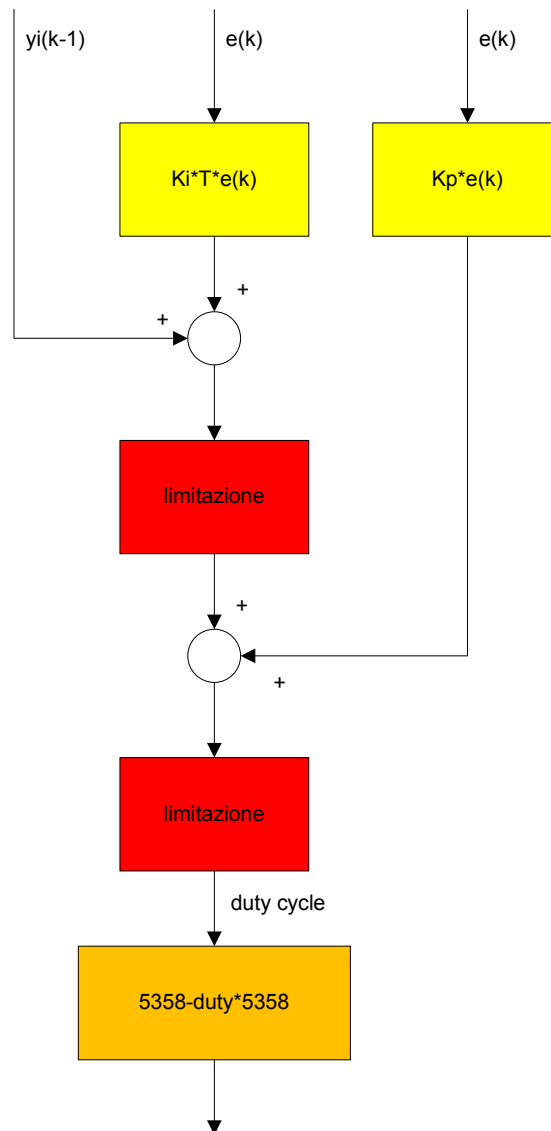 yi(k-1)
e(k)
e(k)
Ki*T*e(k)
Kp*e(k)
+
+
limitazione
+
+
limitazione
duty cycle
5358-duty*5358